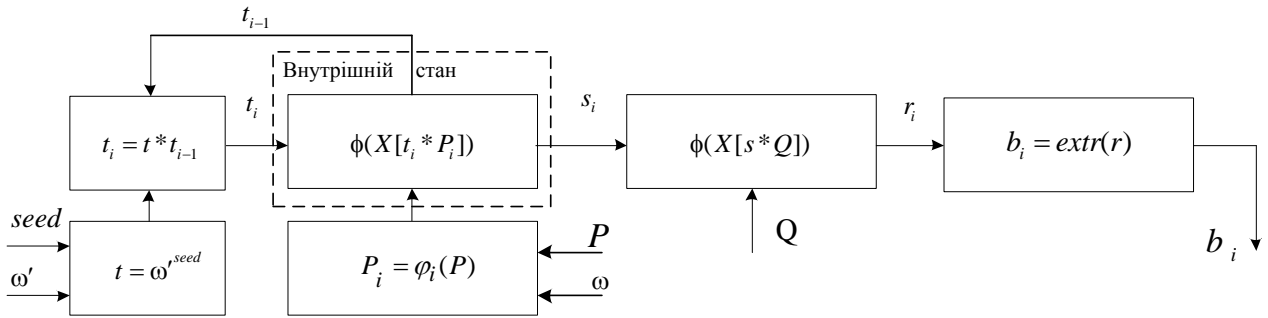 t_{i-1}
Внутрішній стан
t_i
s_i
r_i
t_i = t * t_{i-1}
ϕ(X[t_i * P_i])
ϕ(X[s * Q])
b_i = extr(r)
seed
ω′
t = ω′^{seed}
P_i = φ_i(P)
P
ω
Q
b_i